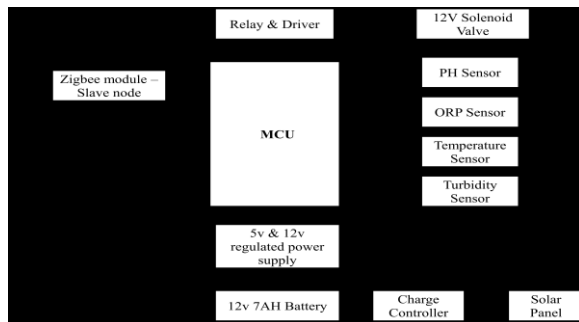 Relay & Driver
12V Solenoid
Valve
Zigbee module –
Slave node
MCU
PH Sensor
ORP Sensor
Temperature
Sensor
Turbidity
Sensor
5v & 12v
regulated power
supply
12v 7AH Battery
Charge
Controller
Solar
Panel